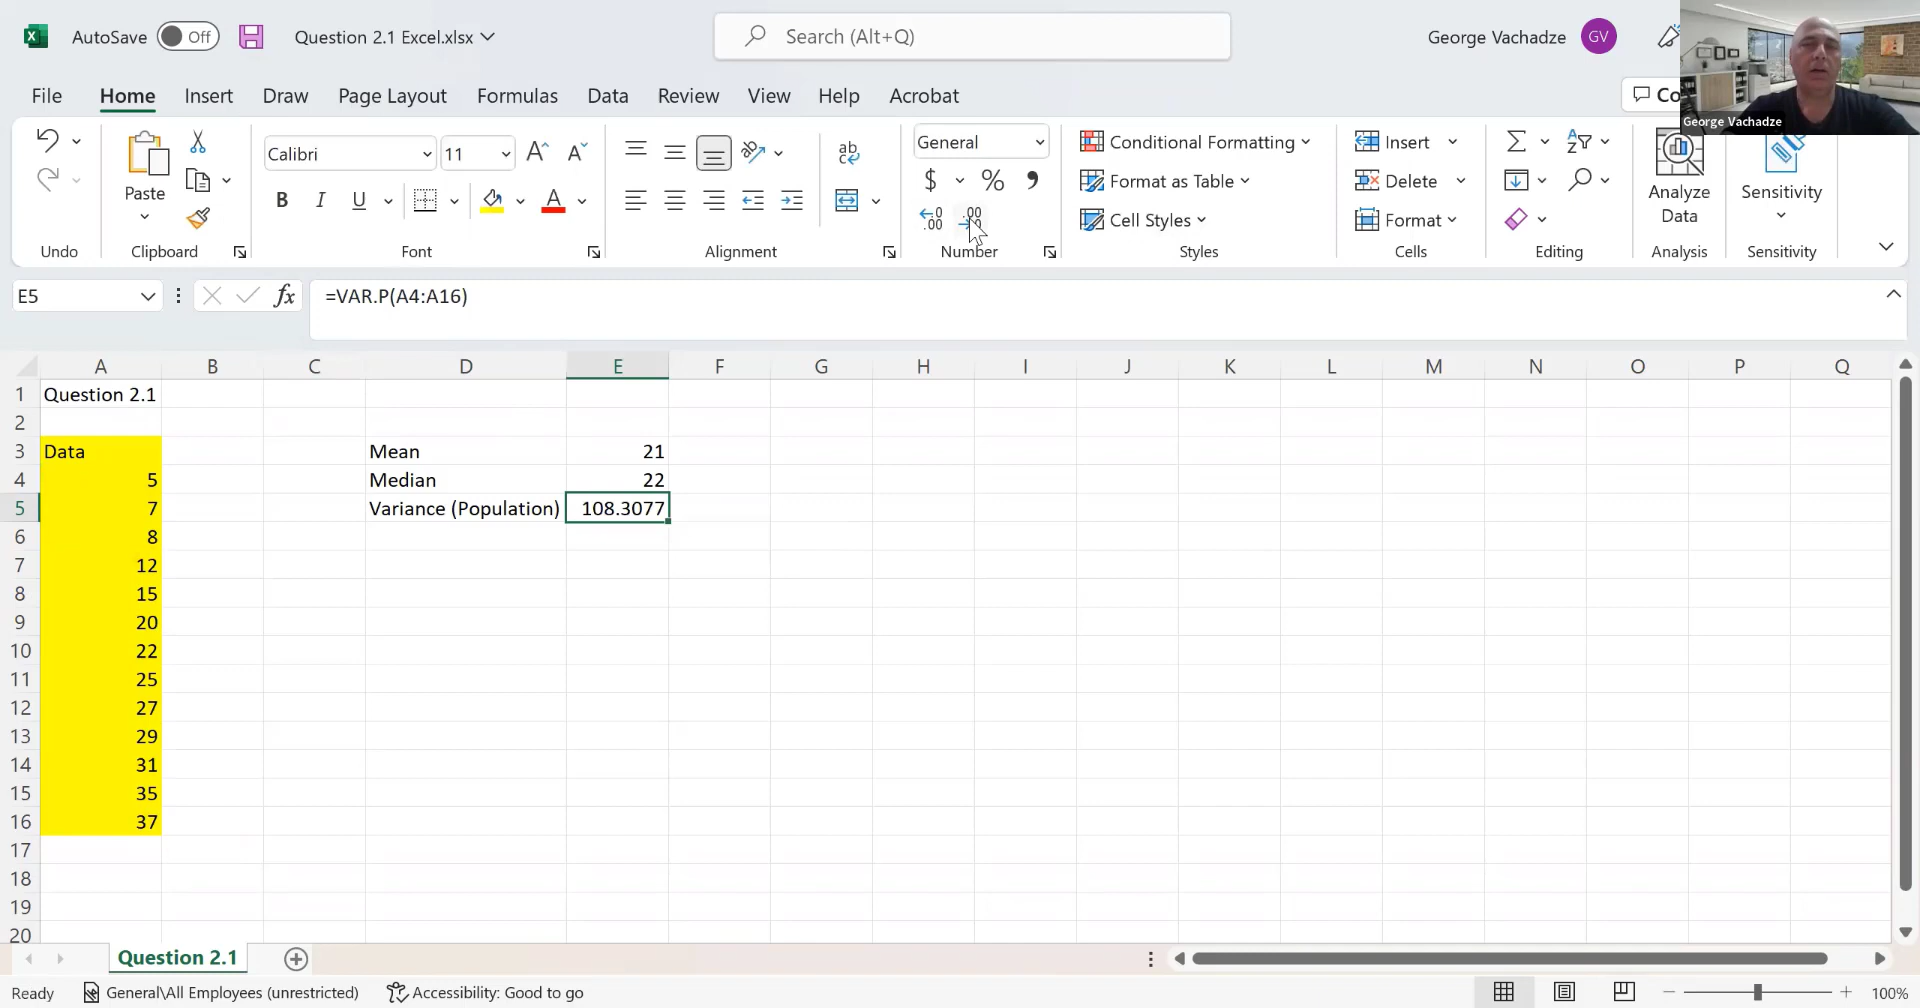 AutoSave Off Question 2.1 Excel.xlsx Search (Alt+Q) George Vachadze GV
File Home Insert Draw Page Layout Formulas Data Review View Help Acrobat Co
George Vachadze
Calibri 11 General Conditional Formatting Insert
Paste $ % Format as Table Delete Analyze Data Sensitivity
B I U A Cell Styles Format
Undo Clipboard Font Alignment Number Styles Cells Editing Analysis Sensitivity
E5 fx =VAR.P(A4:A16)
A B C D E F G H I J K L M N O P Q
1 Question 2.1
2
3 Data Mean 21
4 5 Median 22
5 7 Variance (Population) 108.3077
6 8
7 12
8 15
9 20
10 22
11 25
12 27
13 29
14 31
15 35
16 37
17
18
19
20
Question 2.1
Ready General\All Employees (unrestricted) Accessibility: Good to go 100%